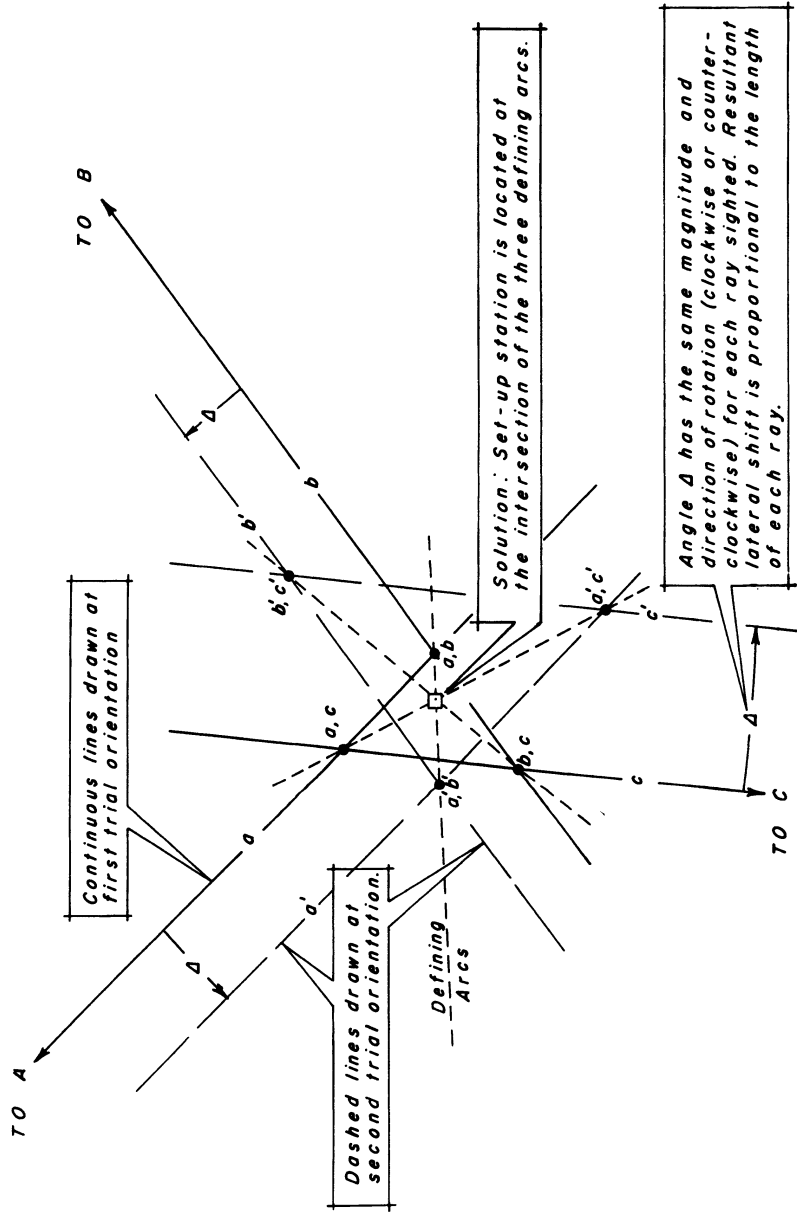 TO A
TO B
Continuous lines drawn at
first trial orientation
Δ
Δ
a
b'
b', c'
a'
b
a, c
Dashed lines drawn at
second trial orientation.
Defining
Arcs
a', b'
a, b
Solution: Set-up station is located at
the intersection of the three defining arcs.
b, c
a', c'
c
c'
Angle Δ has the same magnitude and
direction of rotation (clockwise or counter-
clockwise) for each ray sighted. Resultant
lateral shift is proportional to the length
of each ray.
Δ
TO C